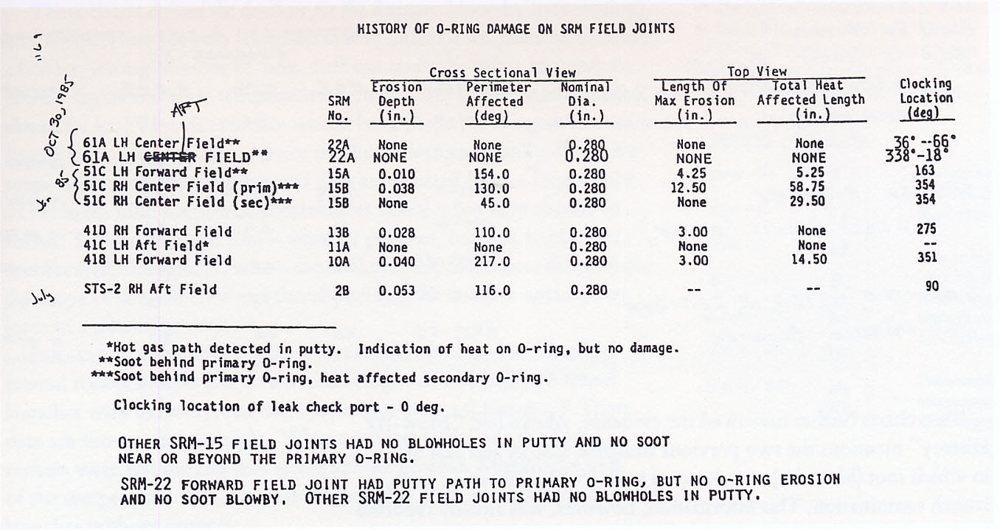 HISTORY OF O-RING DAMAGE ON SRM FIELD JOINTS
Cross Sectional View Top View
Erosion Perimeter Nominal Length Of Total Heat Clocking
SRM Depth Affected Dia. Max Erosion Affected Length Location
No. (in.) (deg) (in.) (in.) (in.) (deg)
OCT 30, 1985
AFT
61A LH Center Field** 22A None None 0.280 None None 36° --66°
61A LH CENTER FIELD** 22A NONE NONE 0.280 NONE NONE 338°-18°
51C LH Forward Field** 15A 0.010 154.0 0.280 4.25 5.25 163
51C RH Center Field (prim)*** 15B 0.038 130.0 0.280 12.50 58.75 354
51C RH Center Field (sec)*** 15B None 45.0 0.280 None 29.50 354
85
41D RH Forward Field 13B 0.028 110.0 0.280 3.00 None 275
41C LH Aft Field* 11A None None 0.280 None None --
41B LH Forward Field 10A 0.040 217.0 0.280 3.00 14.50 351
July
STS-2 RH Aft Field 2B 0.053 116.0 0.280 -- -- 90
*Hot gas path detected in putty. Indication of heat on O-ring, but no damage.
**Soot behind primary O-ring.
***Soot behind primary O-ring, heat affected secondary O-ring.
Clocking location of leak check port - 0 deg.
OTHER SRM-15 FIELD JOINTS HAD NO BLOWHOLES IN PUTTY AND NO SOOT
NEAR OR BEYOND THE PRIMARY O-RING.
SRM-22 FORWARD FIELD JOINT HAD PUTTY PATH TO PRIMARY O-RING, BUT NO O-RING EROSION
AND NO SOOT BLOWBY. OTHER SRM-22 FIELD JOINTS HAD NO BLOWHOLES IN PUTTY.